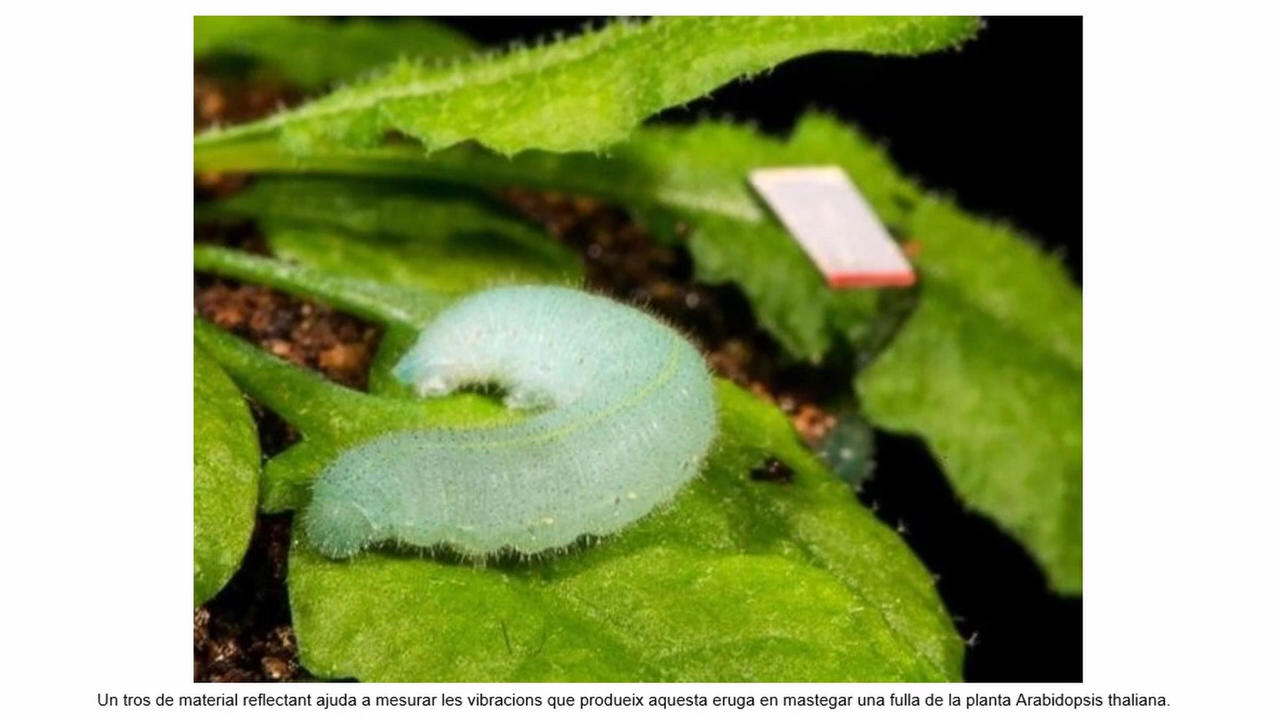 Un tros de material reflectant ajuda a mesurar les vibracions que produeix aquesta eruga en mastegar una fulla de la planta Arabidopsis thaliana.